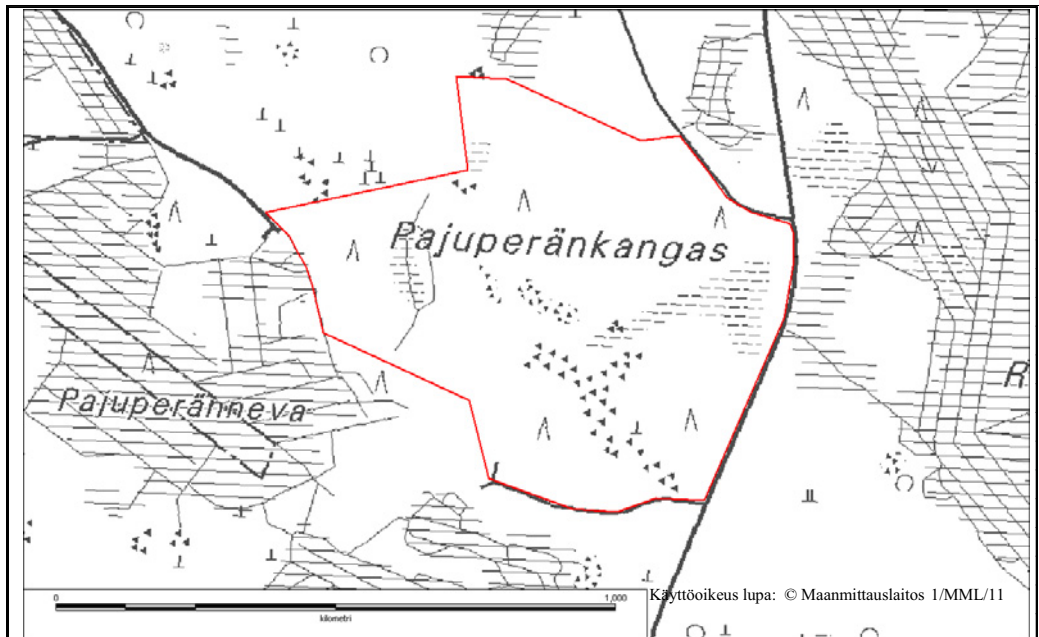 Pajuperänkangas
R
Pajuperänneva
0
1,000
kilometri
Käyttöoikeus lupa: © Maanmittauslaitos 1/MML/11